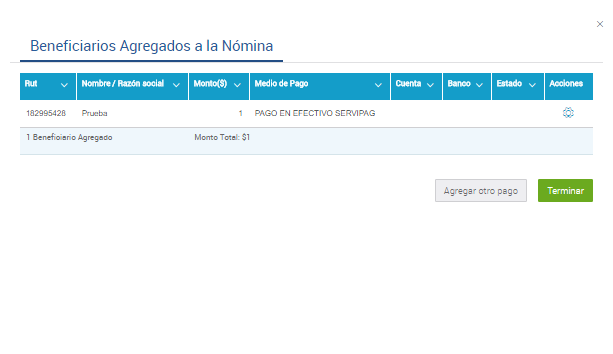 Beneficiarios Agregados a la Nómina
Rut Nombre / Razón social Monto($) Medio de Pago Cuenta Banco Estado Acciones
182995428 Prueba 1 PAGO EN EFECTIVO SERVIPAG
1 Beneficiario Agregado Monto Total: $1
Agregar otro pago Terminar